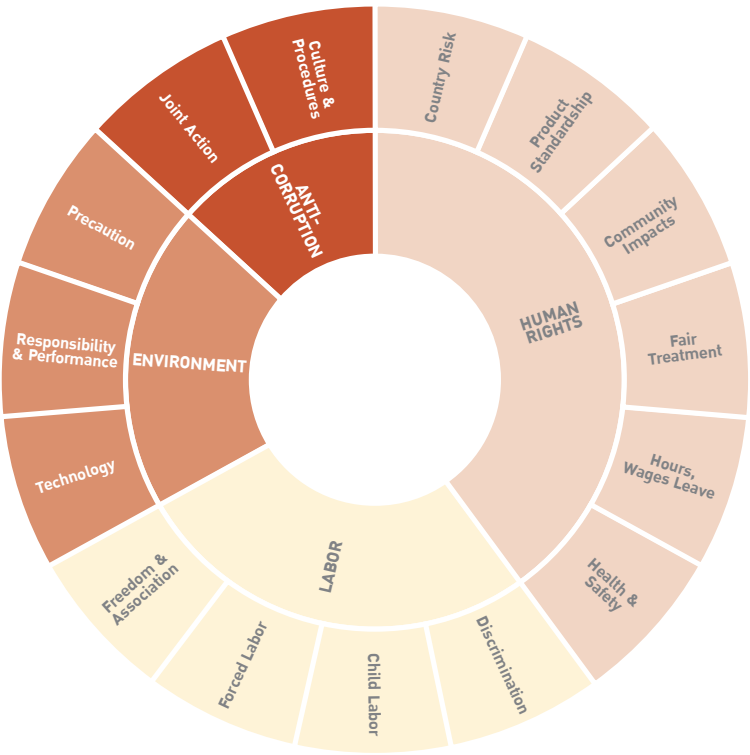 Culture &
Procedures
Country Risk
Product
Standardship
Community
Impacts
Fair
Treatment
Hours,
Wages Leave
Health &
Safety
Discrimination
Child Labor
Forced Labor
Freedom &
Association
Technology
Responsibility
& Performance
Precaution
Joint Action
ANTI-
CORRUPTION
HUMAN
RIGHTS
LABOR
ENVIRONMENT